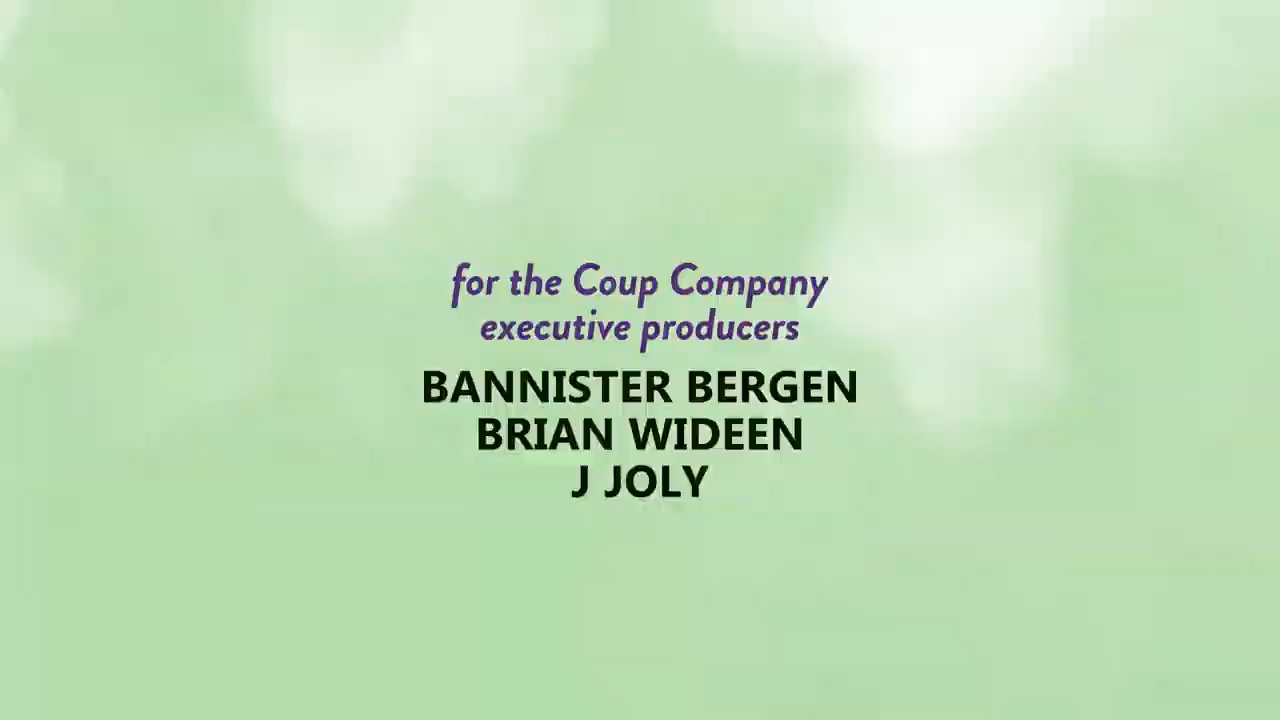 for the Coup Company
executive producers
BANNISTER BERGEN
BRIAN WIDEEN
J JOLY